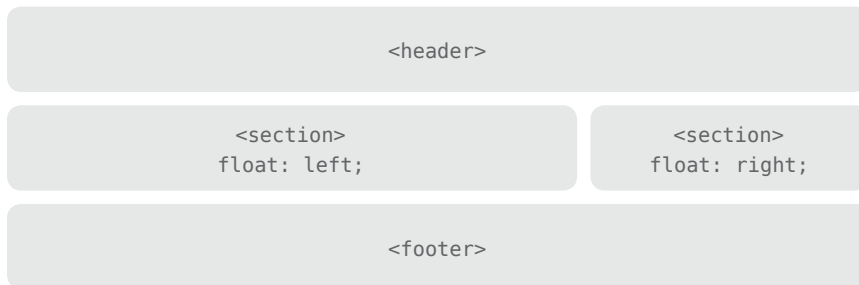 <header>
<section>
float: left;
<section>
float: right;
<footer>